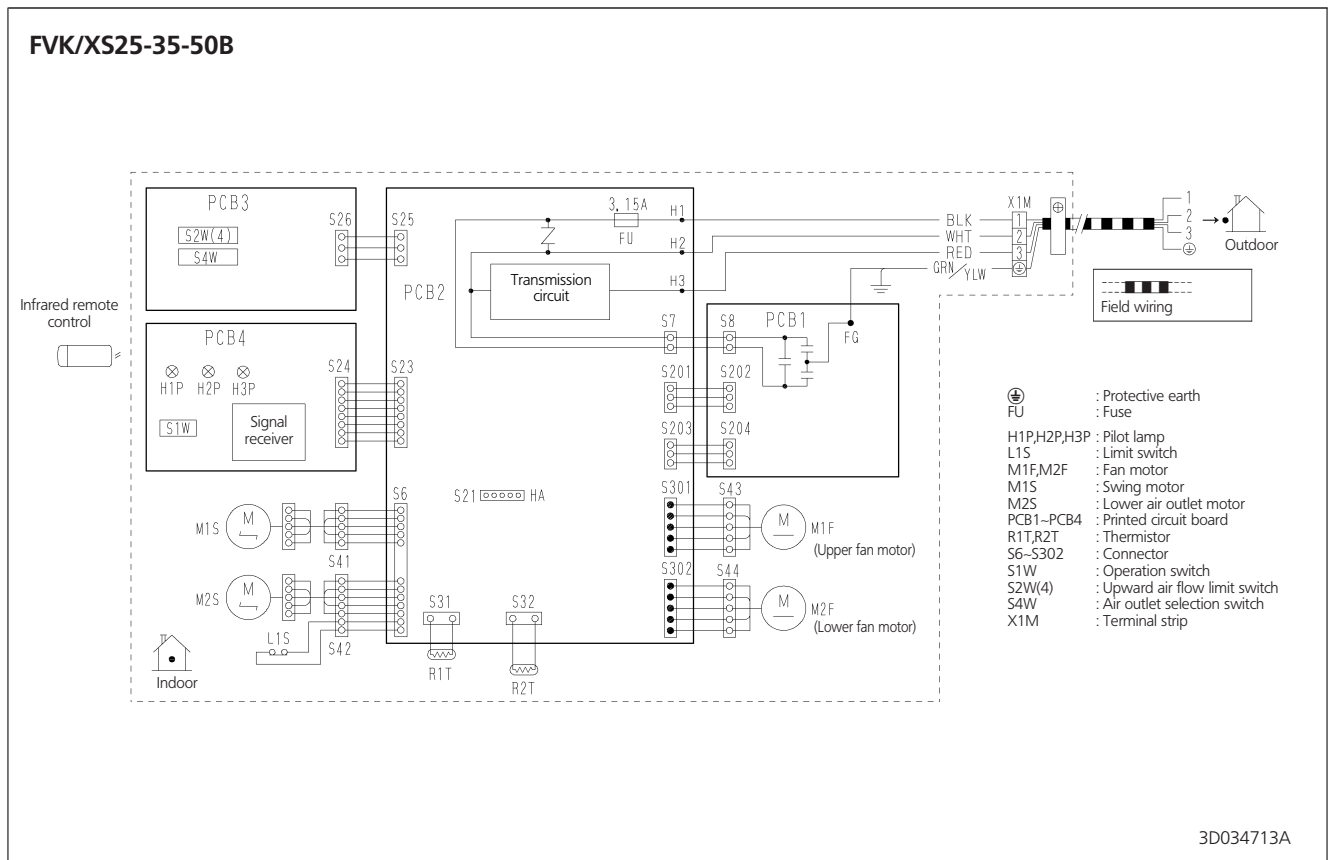 FVK/XS25-35-50B
PCB3
S2W(4)
S4W
S26
S25
PCB2
3.15A
FU
H1
H2
H3
Transmission
circuit
BLK
WHT
RED
GRN/YLW
X1M
1
2
3
1
2
3
Outdoor
Field wiring
Infrared remote
control
PCB4
H1P
H2P
H3P
S1W
Signal
receiver
S24
S23
S7
S8
PCB1
FG
S201
S202
S203
S204
S21
HA
S6
M1S
M
S41
M2S
M
S42
L1S
Indoor
S31
R1T
S32
R2T
S301
S43
M
M1F
(Upper fan motor)
S302
S44
M
M2F
(Lower fan motor)
: Protective earth
FU : Fuse
H1P,H2P,H3P : Pilot lamp
L1S : Limit switch
M1F,M2F : Fan motor
M1S : Swing motor
M2S : Lower air outlet motor
PCB1~PCB4 : Printed circuit board
R1T,R2T : Thermistor
S6~S302 : Connector
S1W : Operation switch
S2W(4) : Upward air flow limit switch
S4W : Air outlet selection switch
X1M : Terminal strip
3D034713A